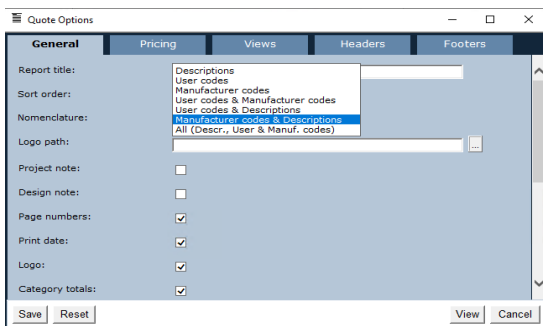 Quote Options
General Pricing Views Headers Footers
Report title:
Descriptions
User codes
Sort order:
Manufacturer codes
User codes & Manufacturer codes
User codes & Descriptions
Nomenclature:
Manufacturer codes & Descriptions
All (Descr., User & Manuf. codes)
Logo path:
...
Project note:
Design note:
Page numbers:
Print date:
Logo:
Category totals:
Save Reset View Cancel